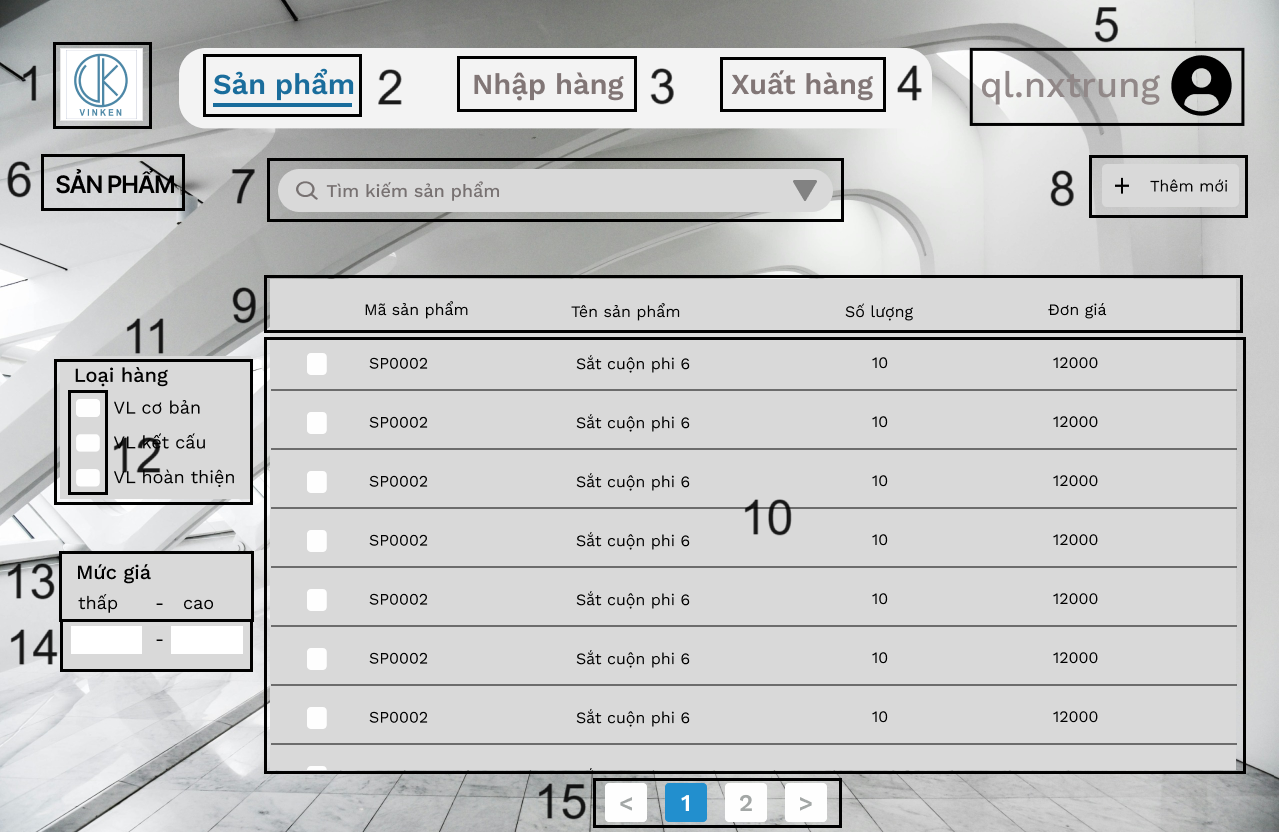 5
1
VINKEN
Sản phẩm
2
Nhập hàng
3
Xuất hàng
4
ql.nxtrung
6
SẢN PHẨM
7
Tìm kiếm sản phẩm
8
+ Thêm mới
9
Mã sản phẩm Tên sản phẩm Số lượng Đơn giá
11
Loại hàng
VL cơ bản
VL kết cấu
12
VL hoàn thiện
13
Mức giá
thấp - cao
14
-
SP0002 Sắt cuộn phi 6 10 12000
SP0002 Sắt cuộn phi 6 10 12000
SP0002 Sắt cuộn phi 6 10 12000
10
SP0002 Sắt cuộn phi 6 10 12000
SP0002 Sắt cuộn phi 6 10 12000
SP0002 Sắt cuộn phi 6 10 12000
SP0002 Sắt cuộn phi 6 10 12000
15
< 1 2 >